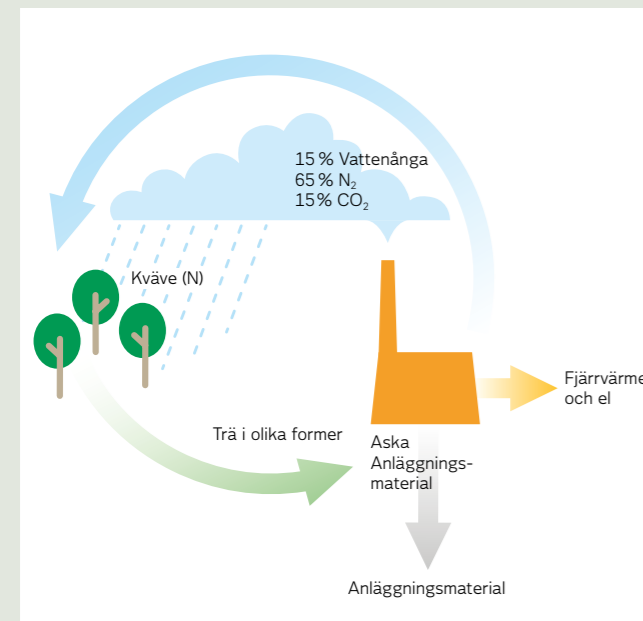 15 % Vattenånga
65 % N₂
15% CO₂
Kväve (N)
Fjärrvärme
och el
Trä i olika former
Aska
Anläggnings-
material
Anläggningsmaterial